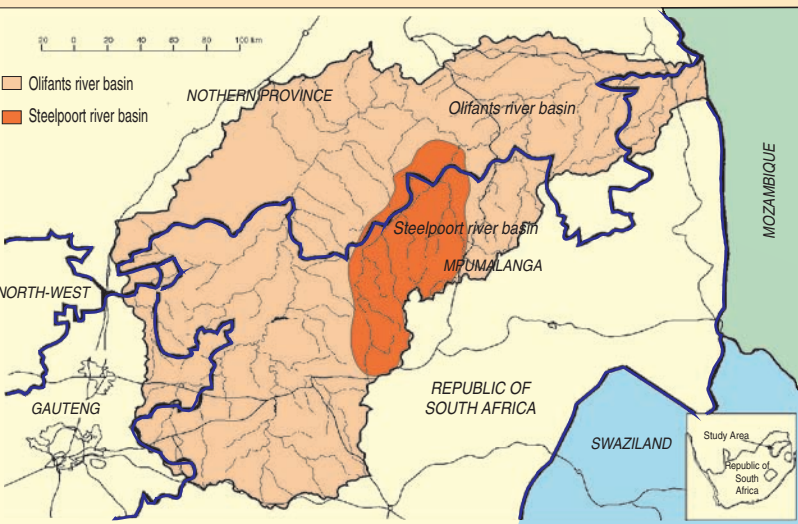 20 0 20 40 60 80 100 km
Olifants river basin
Steelpoort river basin
NOTHERN PROVINCE
Olifants river basin
MOZAMBIQUE
Steelpoort river basin
MPUMALANGA
NORTH-WEST
REPUBLIC OF
SOUTH AFRICA
GAUTENG
SWAZILAND
Study Area
Republic of
South
Africa